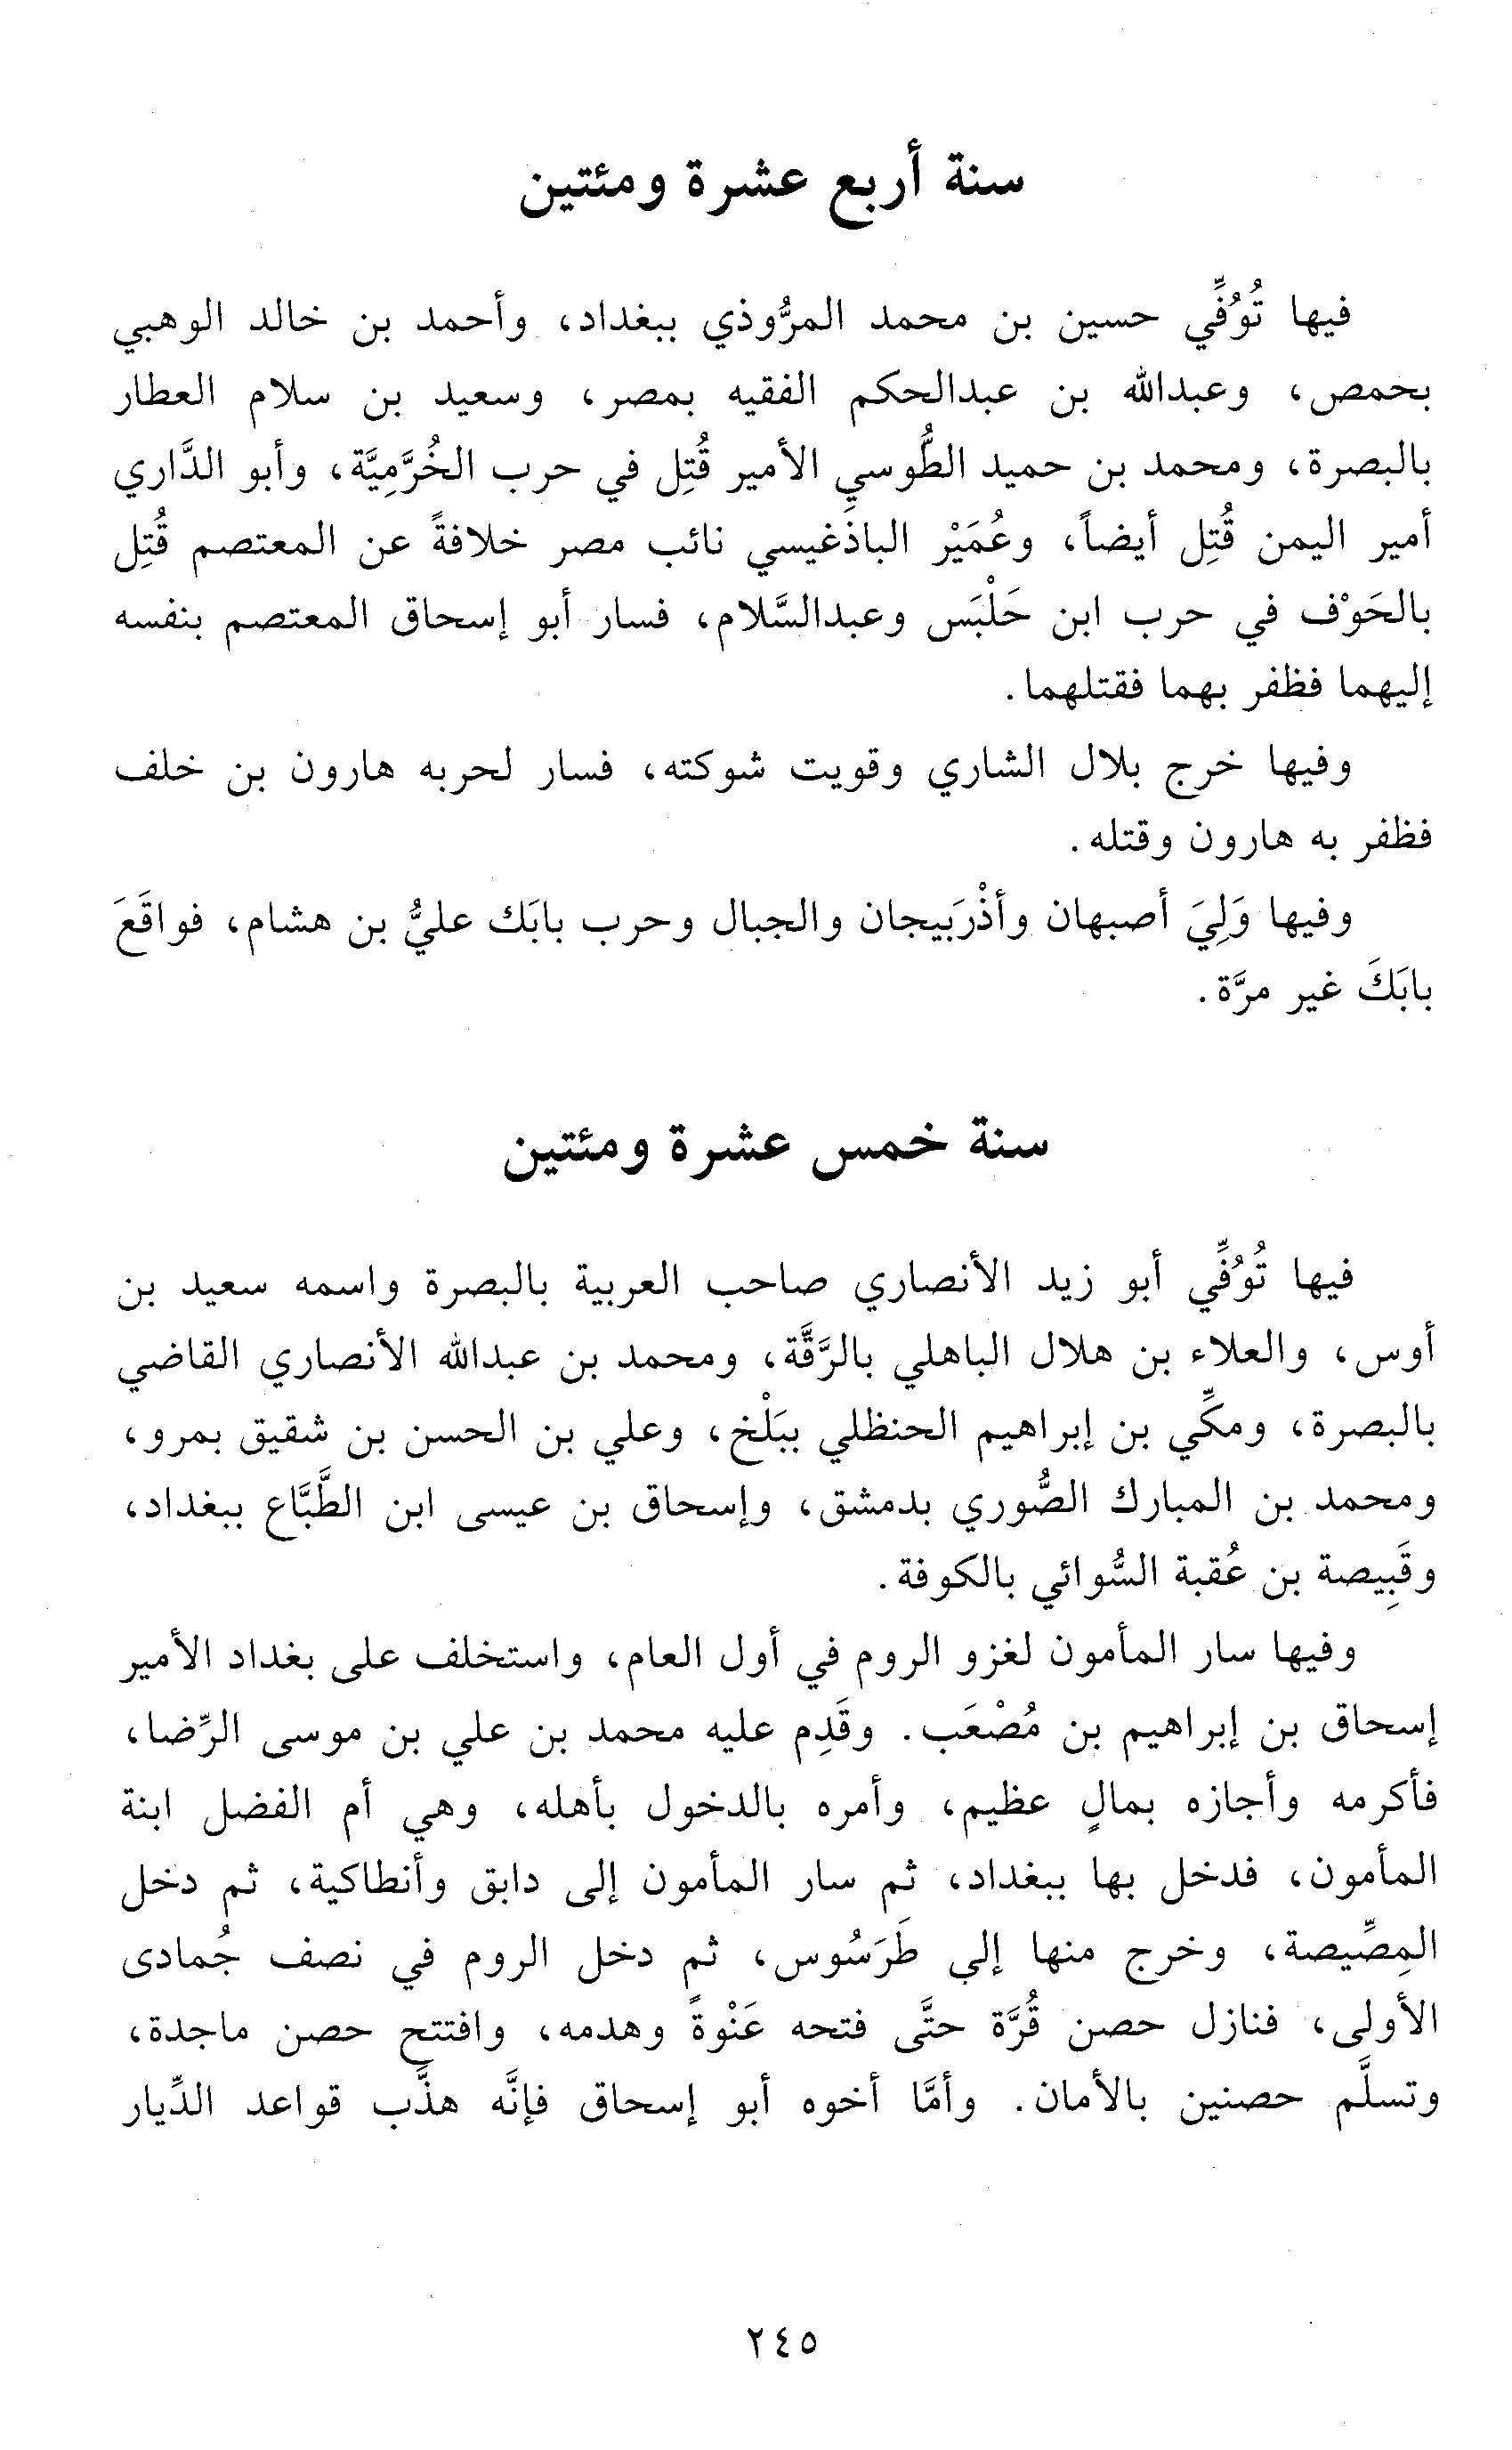 سنة أربع عشرة ومئتين
فيها تُوُفِّي حسين بن محمد المرُّوذي ببغداد، وأحمد بن خالد الوهبي
بحمص، وعبدالله بن عبدالحكم الفقيه بمصر، وسعيد بن سلام العطار
بالبصرة، ومحمد بن حميد الطُّوسي الأمير قُتِل في حرب الخُرَّمِيَّة، وأبو الدَّاري
أمير اليمن قُتِل أيضاً، وعُمَيْر الباذَغيسي نائب مصر خلافةً عن المعتصم قُتِل
بالحَوْف في حرب ابن حَلْبَس وعبدالسَّلام، فسار أبو إسحاق المعتصم بنفسه
إليهما فظفر بهما فقتلهما.
وفيها خرج بلال الشاري وقويت شوكته، فسار لحربه هارون بن خلف
فظفر به هارون وقتله.
وفيها وَلِيَ أصبهان وأذْرَبيجان والجبال وحرب بابَك عليُّ بن هشام، فواقَعَ
بابَكَ غير مرَّة.
سنة خمس عشرة ومئتين
فيها تُوُفِّي أبو زيد الأنصاري صاحب العربية بالبصرة واسمه سعيد بن
أوس، والعلاء بن هلال الباهلي بالرَّقَّة، ومحمد بن عبدالله الأنصاري القاضي
بالبصرة، ومكِّي بن إبراهيم الحنظلي ببَلْخ، وعلي بن الحسن بن شقيق بمرو،
ومحمد بن المبارك الصُّوري بدمشق، وإسحاق بن عيسى ابن الطَّبَّاع ببغداد،
وقَبِيصة بن عُقبة السُّوائي بالكوفة.
وفيها سار المأمون لغزو الروم في أول العام، واستخلف على بغداد الأمير
إسحاق بن إبراهيم بن مُصْعَب. وقَدِم عليه محمد بن علي بن موسى الرِّضا،
فأكرمه وأجازه بمالٍ عظيم، وأمره بالدخول بأهله، وهي أم الفضل ابنة
المأمون، فدخل بها ببغداد، ثم سار المأمون إلى دابق وأنطاكية، ثم دخل
المِصِّيصة، وخرج منها إلى طَرَسُوس، ثم دخل الروم في نصف جُمادى
الأولى، فنازل حصن قُرَّة حتَّى فتحه عَنْوةً وهدمه، وافتتح حصن ماجدة،
وتسلَّم حصنين بالأمان. وأمَّا أخوه أبو إسحاق فإنَّه هذَّب قواعد الدِّيار
٢٤٥